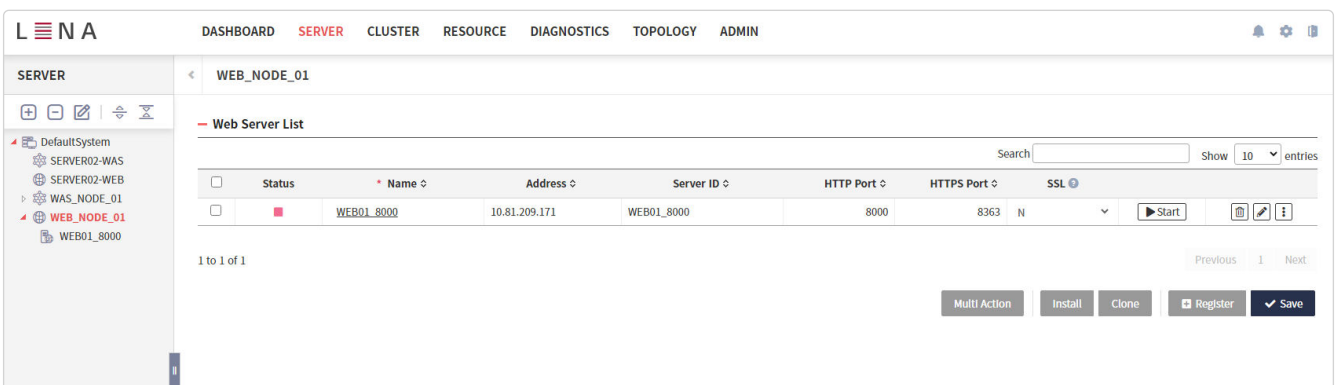 LENA
DASHBOARD SERVER CLUSTER RESOURCE DIAGNOSTICS TOPOLOGY ADMIN
SERVER
WEB_NODE_01
DefaultSystem
SERVER02-WAS
SERVER02-WEB
WAS_NODE_01
WEB_NODE_01
WEB01_8000
Web Server List
Search Show 10 entries
Status * Name Address Server ID HTTP Port HTTPS Port SSL ?
WEB01_8000 10.81.209.171 WEB01_8000 8000 8363 N Start
1 to 1 of 1
Previous 1 Next
Multi Action Install Clone Register Save